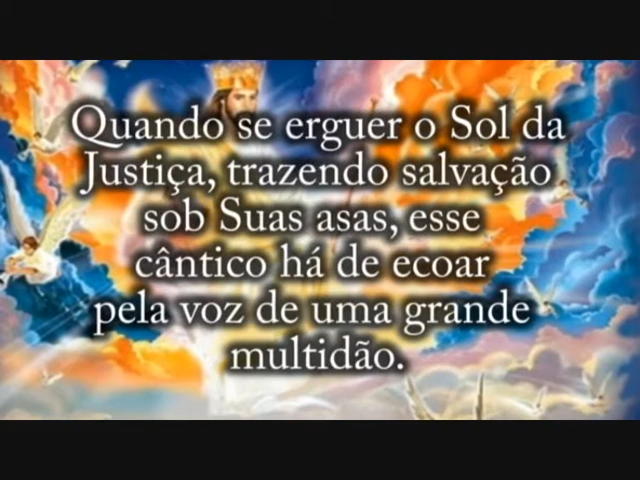 Quando se erguer o Sol da
Justiça, trazendo salvação
sob Suas asas, esse
cântico há de ecoar
pela voz de uma grande
multidão.